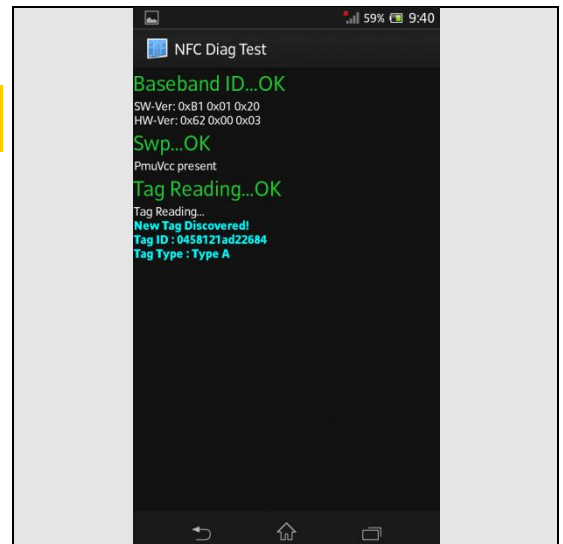 59% 9:40
NFC Diag Test
Baseband ID...OK
SW-Ver: 0xB1 0x01 0x20
HW-Ver: 0x62 0x00 0x03
Swp...OK
PmuVcc present
Tag Reading...OK
Tag Reading...
New Tag Discovered!
Tag ID : 0458121ad22684
Tag Type : Type A